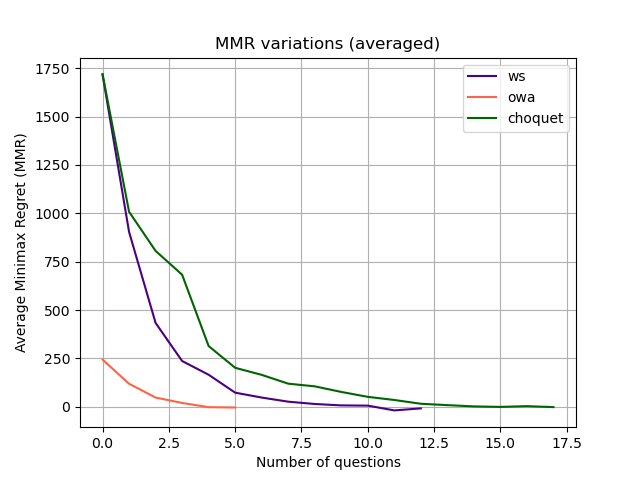 MMR variations (averaged)
ws
owa
choquet
Average Minimax Regret (MMR)
1750
1500
1250
1000
750
500
250
0
0.0 2.5 5.0 7.5 10.0 12.5 15.0 17.5
Number of questions